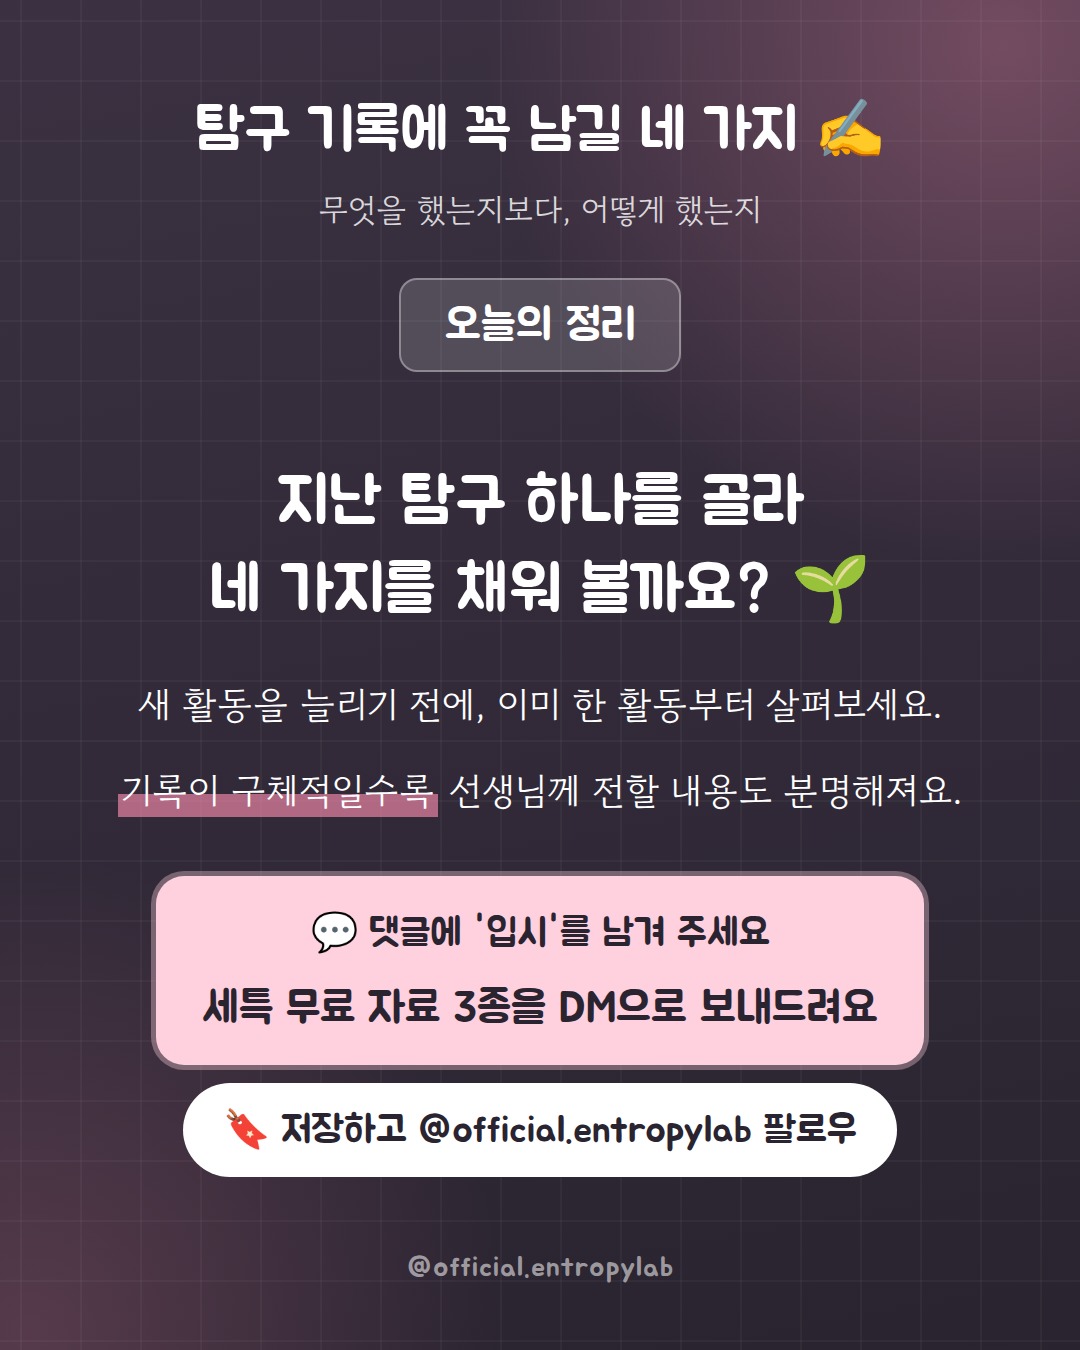 탐구 기록에 꼭 남길 네 가지 ✍️
무엇을 했는지보다, 어떻게 했는지
오늘의 정리
지난 탐구 하나를 골라
네 가지를 채워 볼까요? 🌱
새 활동을 늘리기 전에, 이미 한 활동부터 살펴보세요.
기록이 구체적일수록 선생님께 전할 내용도 분명해져요.
💬 댓글에 '입시'를 남겨 주세요
세특 무료 자료 3종을 DM으로 보내드려요
🔖 저장하고 @official.entropylab 팔로우
@official.entropylab